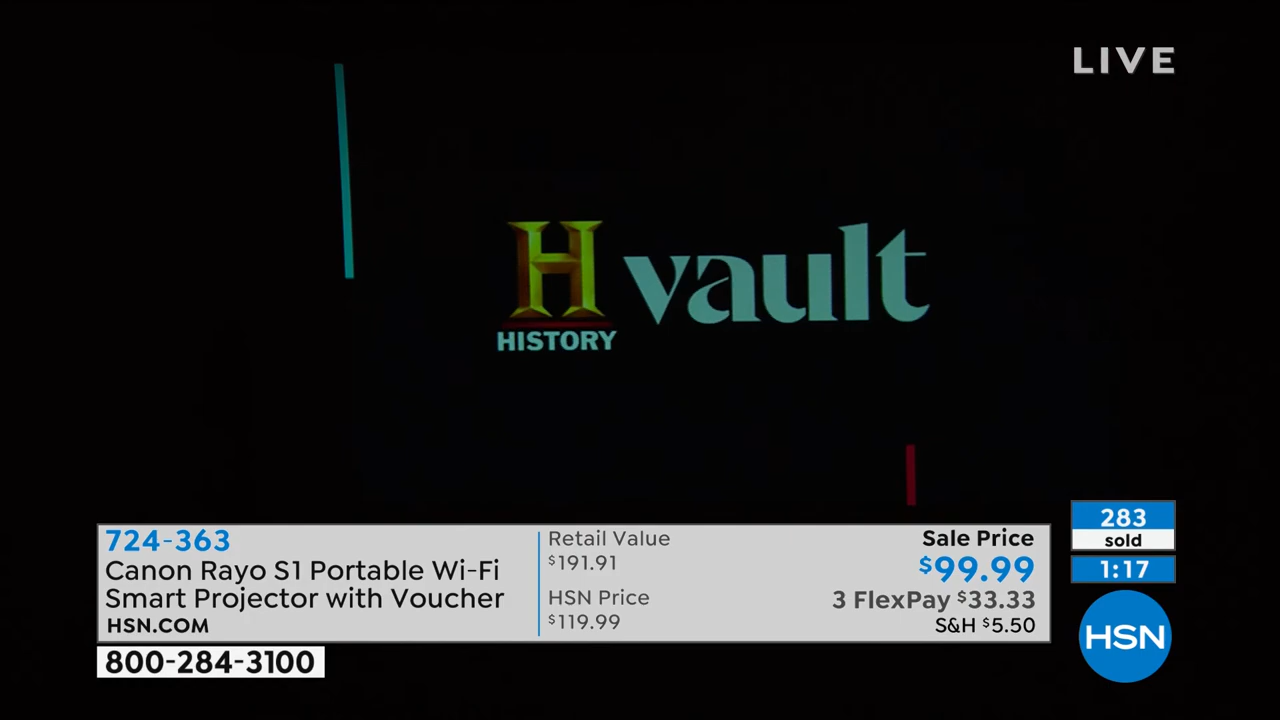 LIVE
H vault
HISTORY
724-363
Canon Rayo S1 Portable Wi-Fi
Smart Projector with Voucher
HSN.COM
800-284-3100
Retail Value
$191.91
HSN Price
$119.99
Sale Price
$99.99
3 FlexPay $33.33
S&H $5.50
283
sold
1:17
HSN